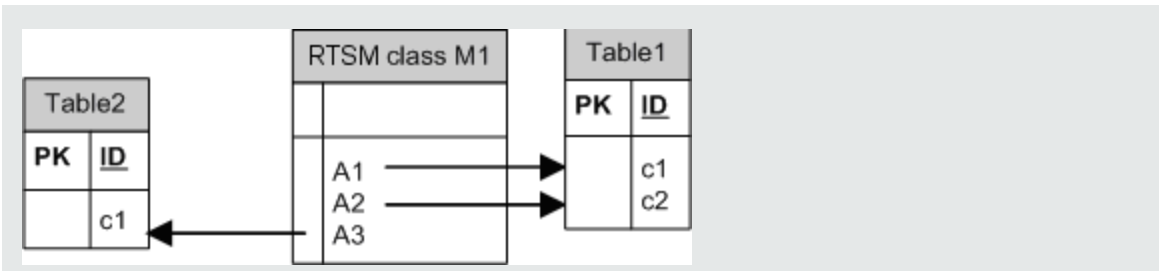 Table2
PK ID
c1
RTSM class M1
A1
A2
A3
Table1
PK ID
c1
c2